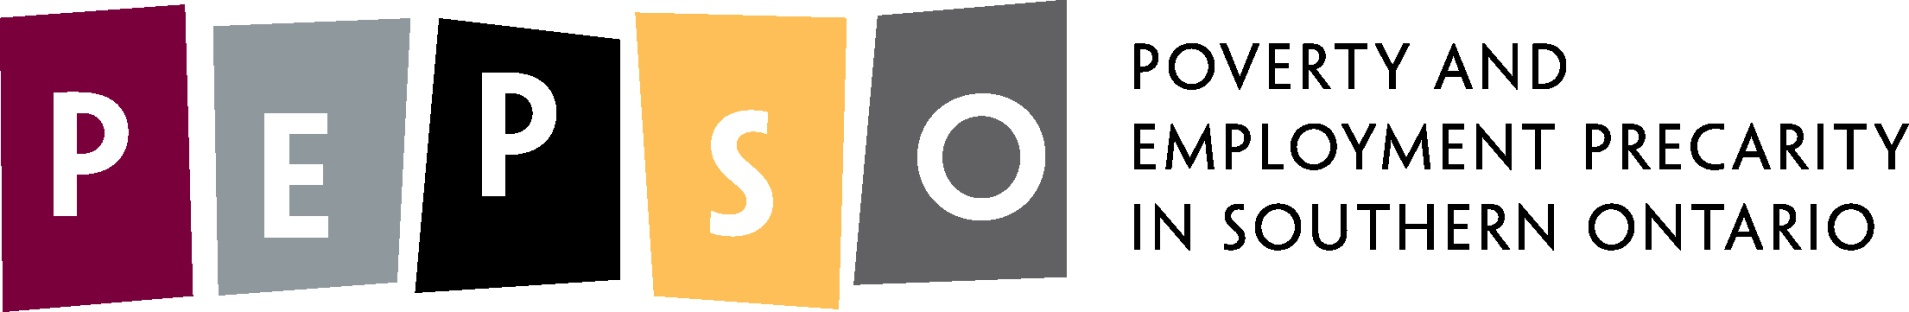 PEPSO
POVERTY AND
EMPLOYMENT PRECARITY
IN SOUTHERN ONTARIO